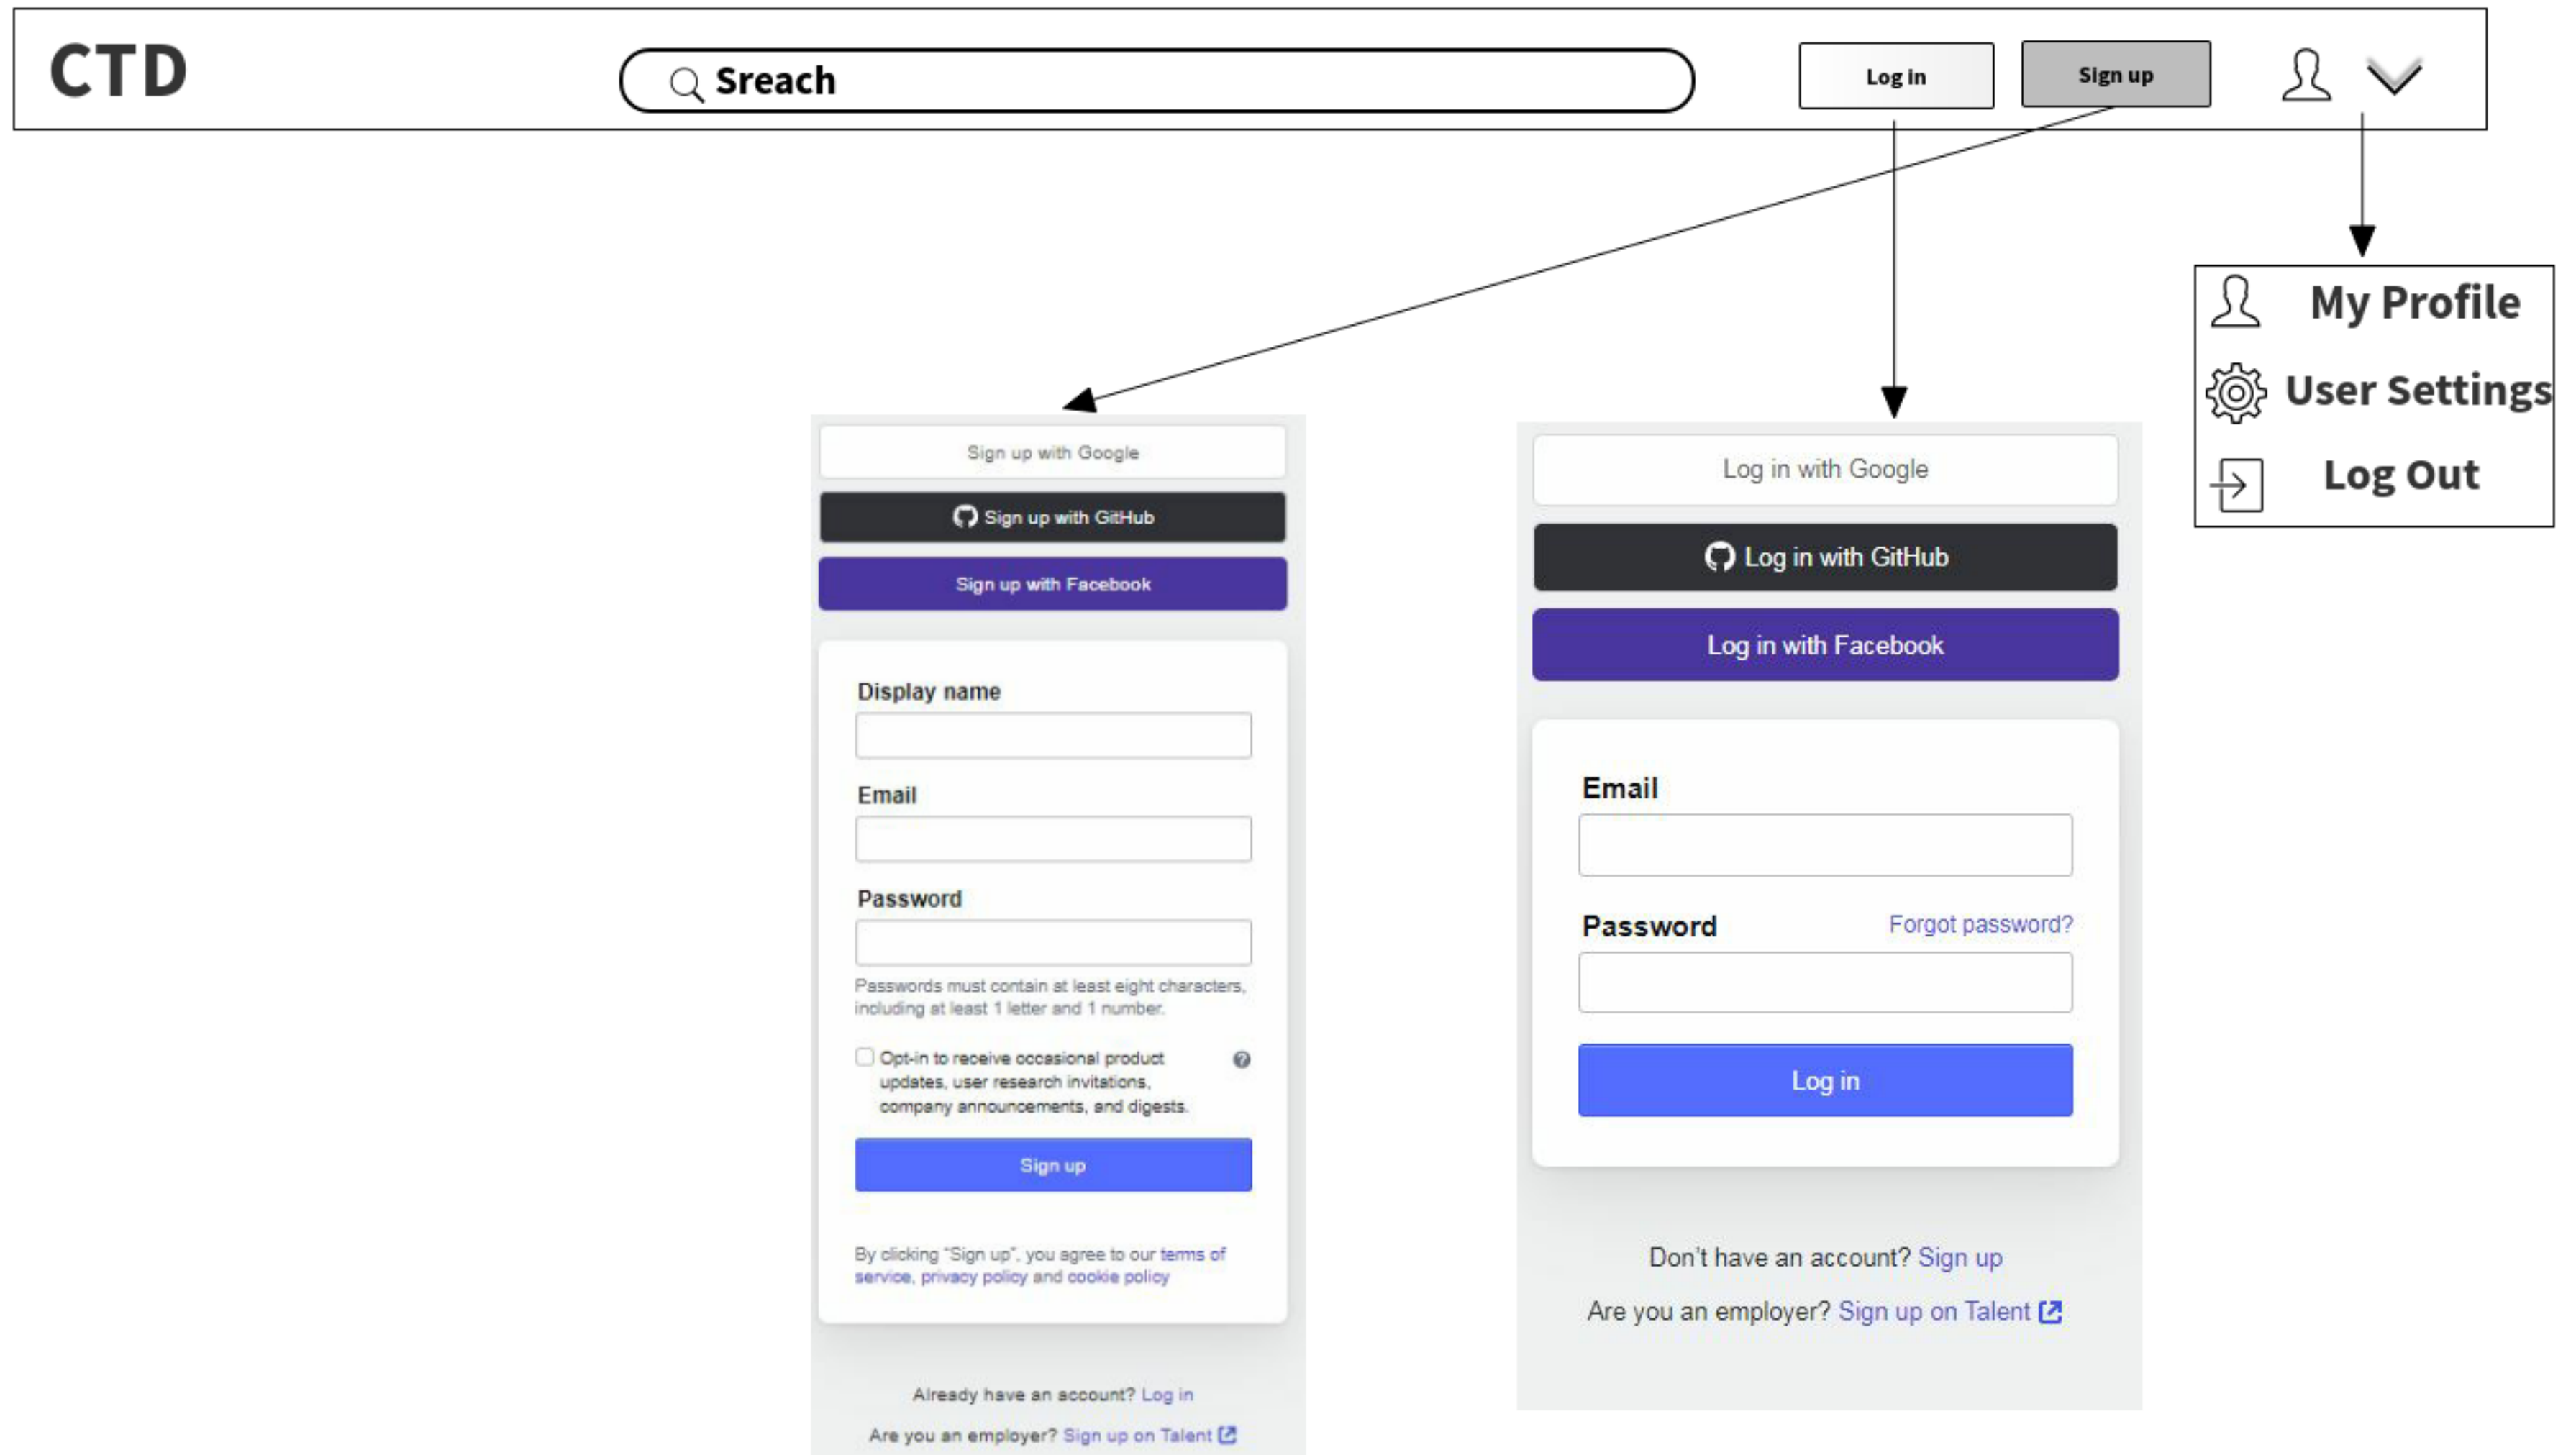 CTD
Sreach
Log in
Sign up
My Profile
User Settings
Log Out
Sign up with Google
Sign up with GitHub
Sign up with Facebook
Display name
Email
Password
Passwords must contain at least eight characters,
including at least 1 letter and 1 number.
Opt-in to receive occasional product
updates, user research invitations,
company announcements, and digests.
Sign up
By clicking “Sign up”, you agree to our terms of
service, privacy policy and cookie policy
Already have an account? Log in
Are you an employer? Sign up on Talent
Log in with Google
Log in with GitHub
Log in with Facebook
Email
Password Forgot password?
Log in
Don’t have an account? Sign up
Are you an employer? Sign up on Talent